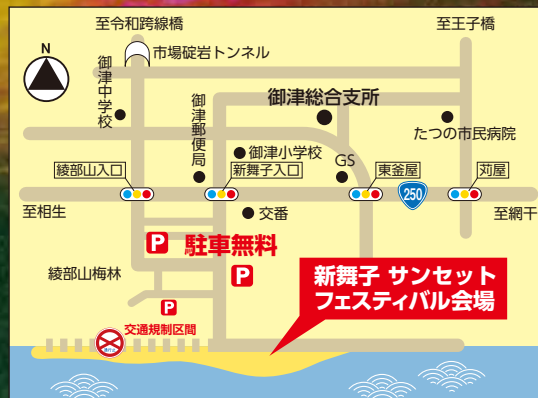 至令和跨線橋
至王子橋
N
市場碇岩トンネル
御津中学校
御津郵便局
御津総合支所
たつの市民病院
御津小学校
GS
綾部山入口
新舞子入口
東釜屋
苅屋
250
至相生
交番
至網干
P 駐車無料
P
綾部山梅林
新舞子 サンセット
フェスティバル会場
P
交通規制区間